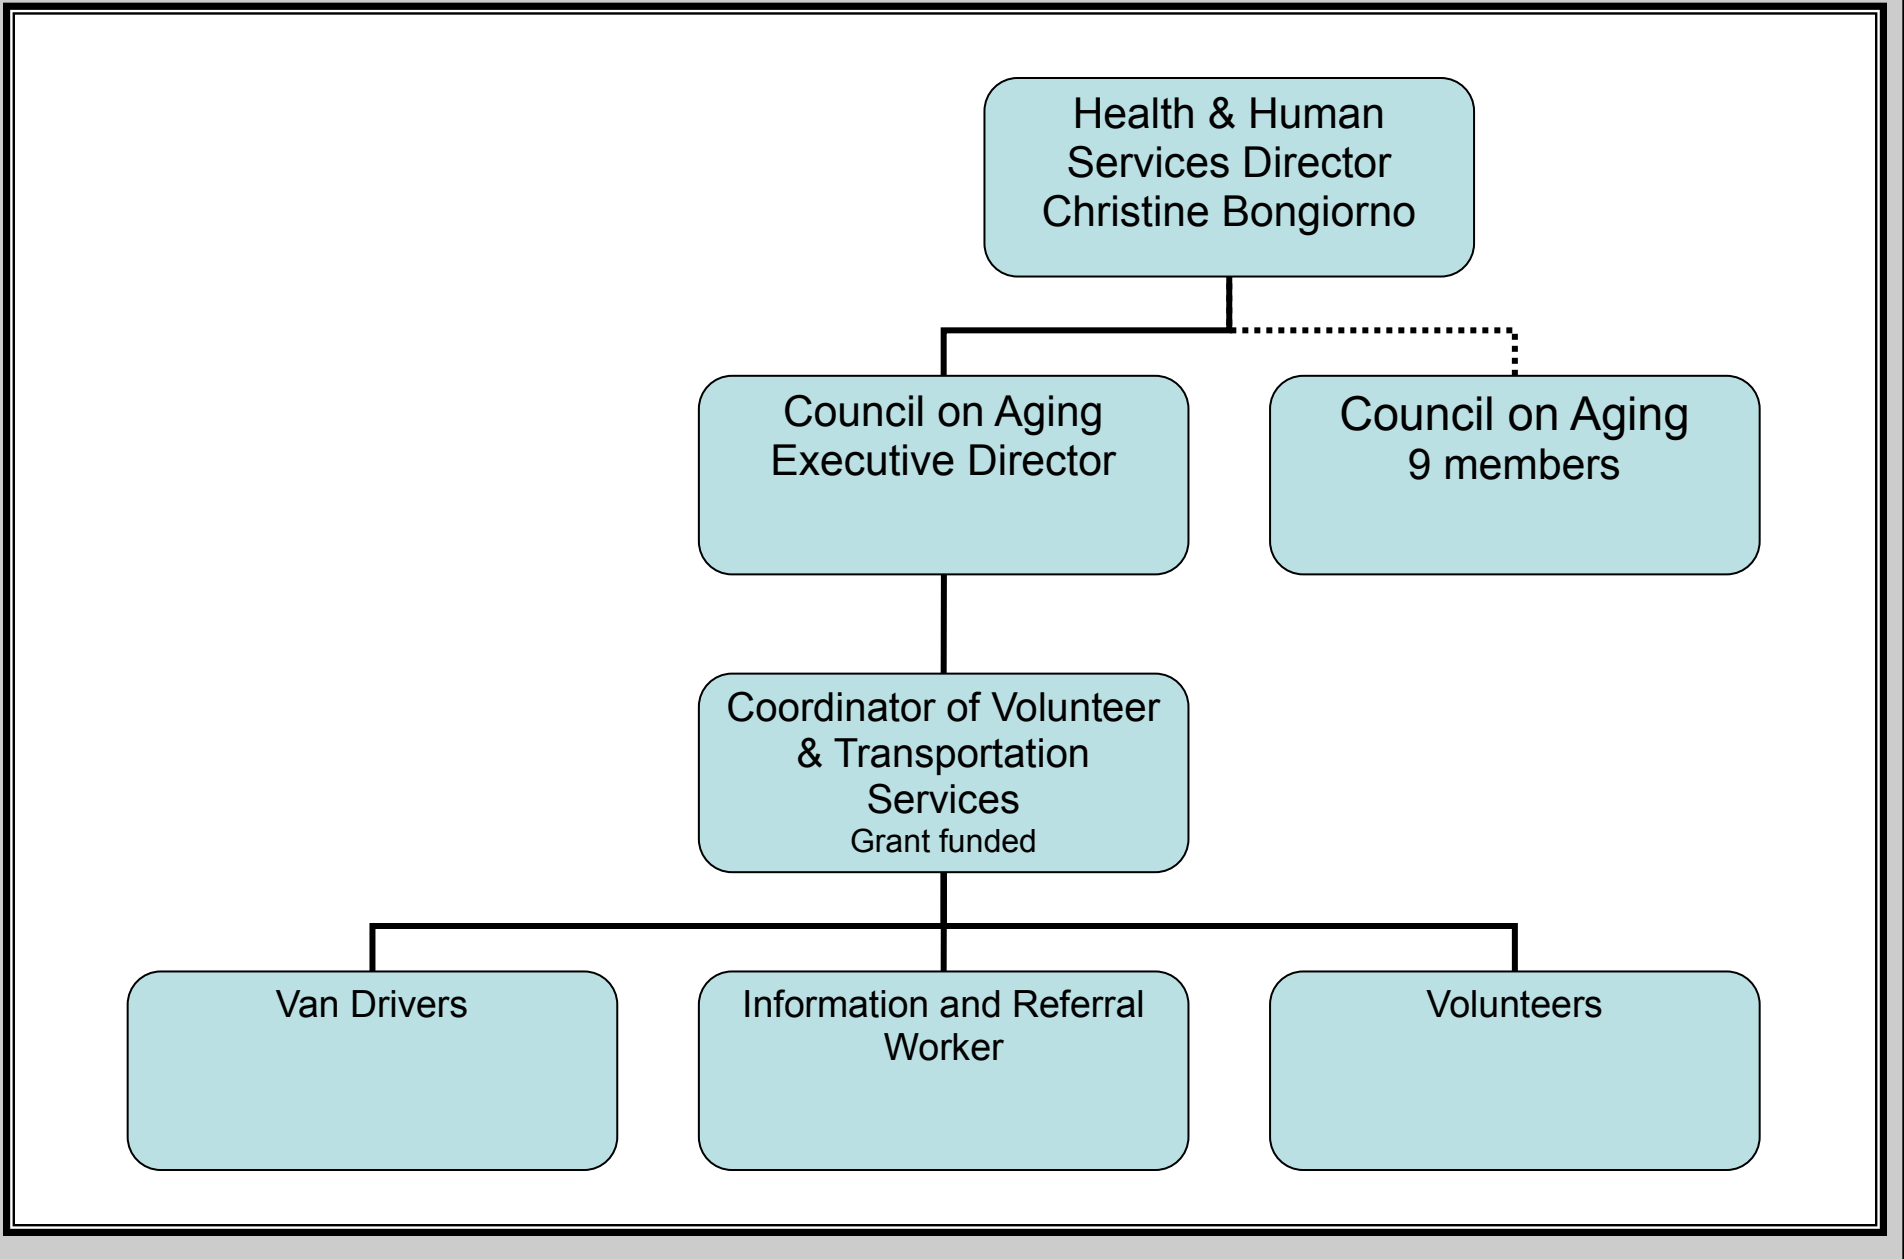 Health & Human
Services Director
Christine Bongiorno
Council on Aging
Executive Director
Council on Aging
9 members
Coordinator of Volunteer
& Transportation
Services
Grant funded
Van Drivers
Information and Referral
Worker
Volunteers